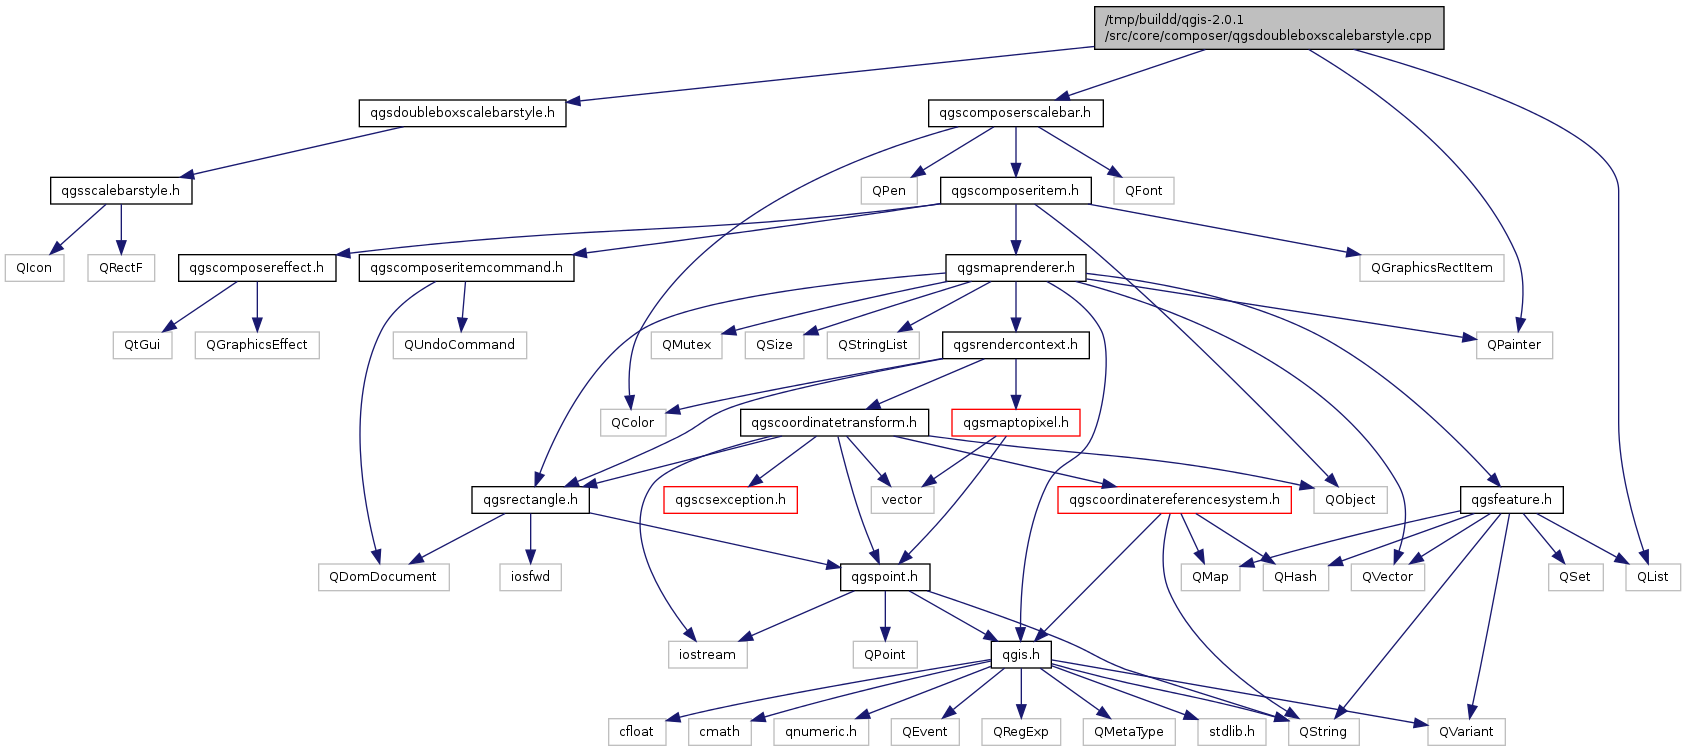 /tmp/buildd/qgis-2.0.1
/src/core/composer/qgsdoubleboxscalebarstyle.cpp
qgsdoubleboxscalebarstyle.h
qgscomposerscalebar.h
qgsscalebarstyle.h
QPen
qgscomposeritem.h
QFont
QIcon
QRectF
qgscomposereffect.h
qgscomposeritemcommand.h
qgsmaprenderer.h
QGraphicsRectItem
QtGui
QGraphicsEffect
QUndoCommand
QMutex
QSize
QStringList
qgsrendercontext.h
QPainter
QColor
qgscoordinatetransform.h
qgsmaptopixel.h
qgsrectangle.h
qgscsexception.h
vector
qgscoordinatereferencesystem.h
QObject
qgsfeature.h
QDomDocument
iosfwd
qgspoint.h
QMap
QHash
QVector
QSet
QList
iostream
QPoint
qgis.h
cfloat
cmath
qnumeric.h
QEvent
QRegExp
QMetaType
stdlib.h
QString
QVariant